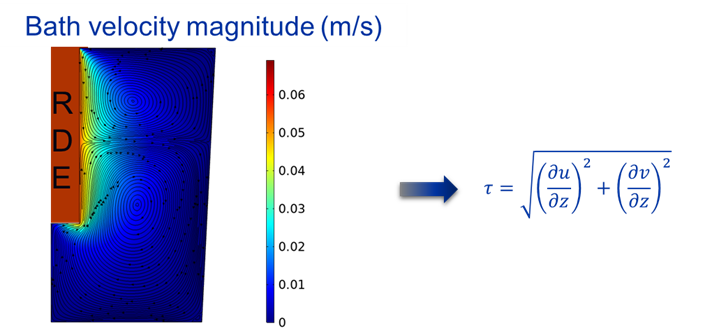 Bath velocity magnitude (m/s)
R
D
E
0.06
0.05
0.04
0.03
0.02
0.01
0
τ = √((∂u/∂z)² + (∂v/∂z)²)